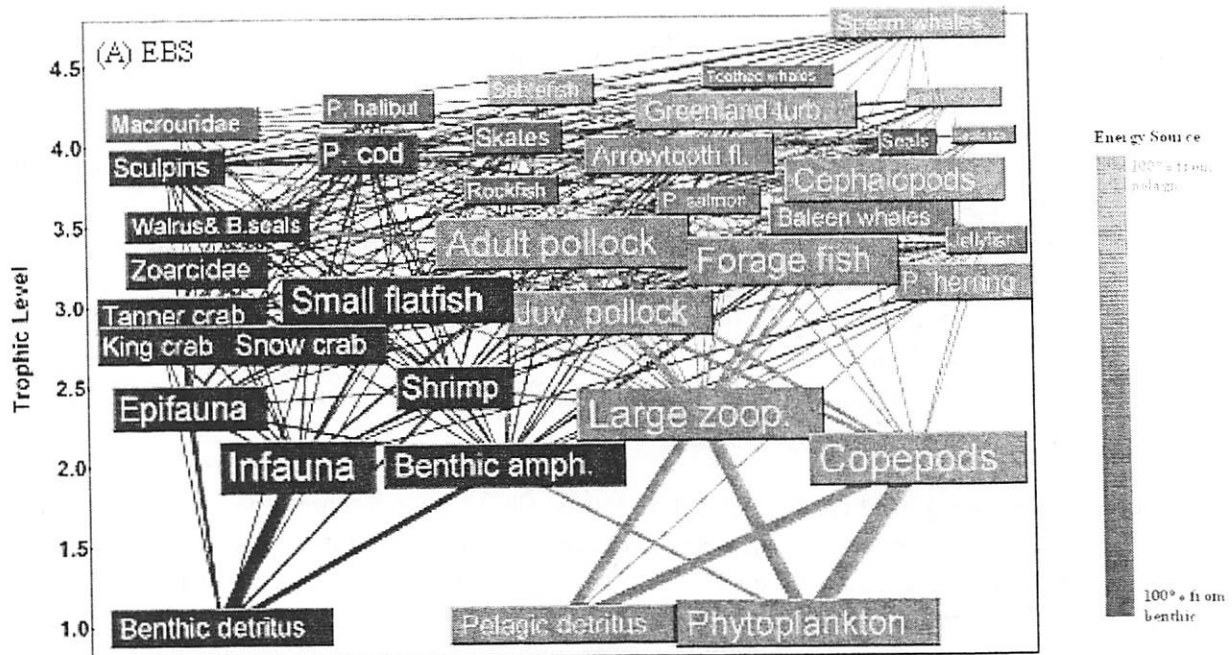 (A) EBS
Trophic Level
4.5
4.0
3.5
3.0
2.5
2.0
1.5
1.0
Sperm whales
Toothed whales
Sablefish
P. halibut
Greenland turb.
Macrouridae
Skates
Seals
P. cod
Arrowtooth fl.
Sculpins
Cephalopods
Rockfish
P. salmon
Baleen whales
Walrus& B.seals
Adult pollock
Jellyfish
Forage fish
Zoarcidae
P. herring
Small flatfish
Juv. pollock
Tanner crab
King crab
Snow crab
Shrimp
Epifauna
Large zoop.
Infauna
Benthic amph.
Copepods
Benthic detritus
Pelagic detritus
Phytoplankton
Energy Source
100% from
pelagic
100% from
benthic